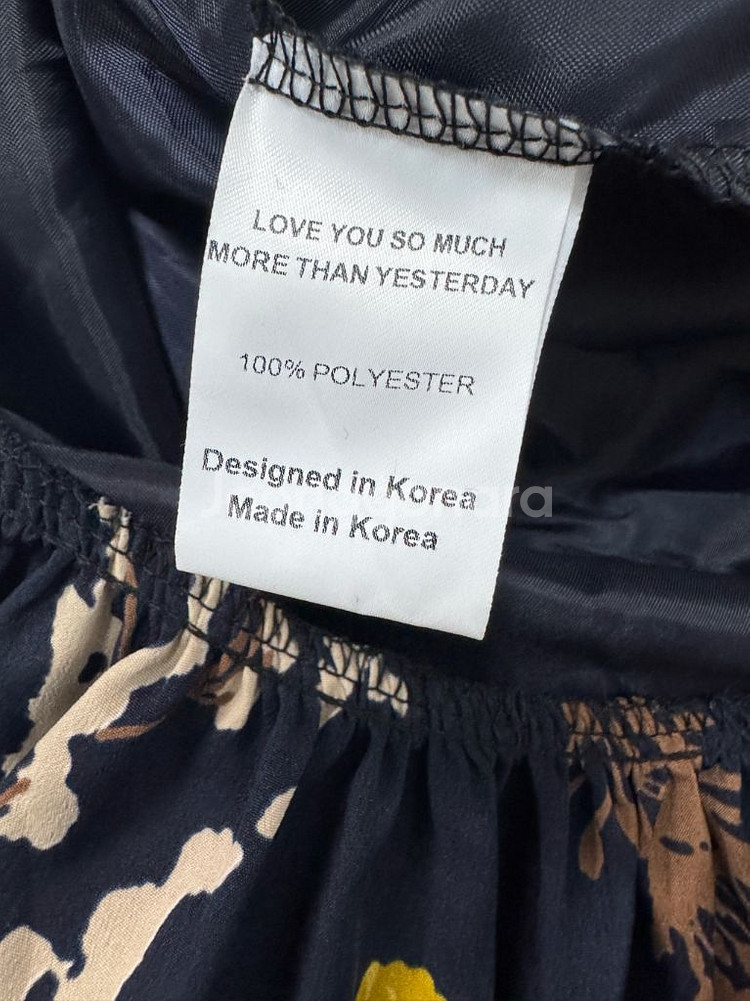 LOVE YOU SO MUCH
MORE THAN YESTERDAY
100% POLYESTER
Designed in Korea
Made in Korea